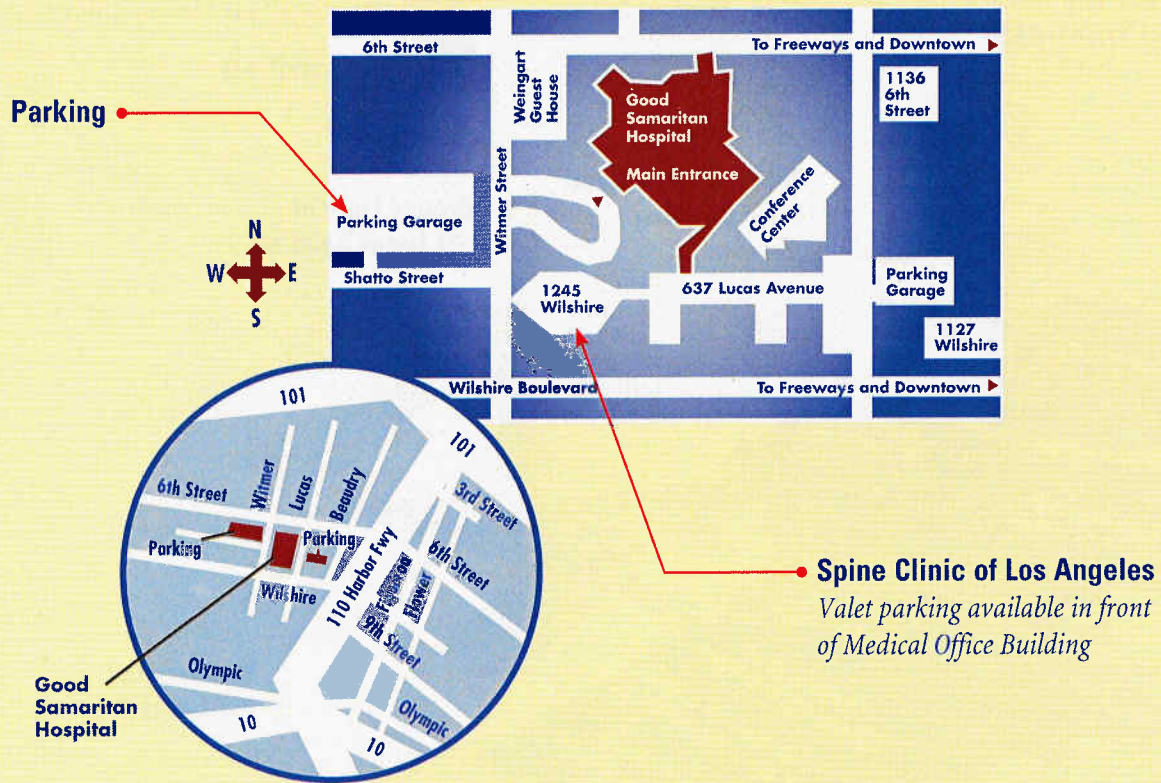 6th Street
To Freeways and Downtown
Weingart
Guest
House
Good
Samaritan
Hospital
Main Entrance
1136
6th
Street
Parking
Parking Garage
Witmer Street
Conference
Center
N
W E
S
Shatto Street
1245
Wilshire
637 Lucas Avenue
Parking
Garage
1127
Wilshire
Wilshire Boulevard
To Freeways and Downtown
101
101
6th Street
Witmer
Lucas
Beaudry
3rd Street
Parking
Parking
110 Harbor Fwy
6th Street
Figueroa
Flower
Wilshire
9th Street
Olympic
Olympic
10
10
Good
Samaritan
Hospital
Spine Clinic of Los Angeles
Valet parking available in front
of Medical Office Building